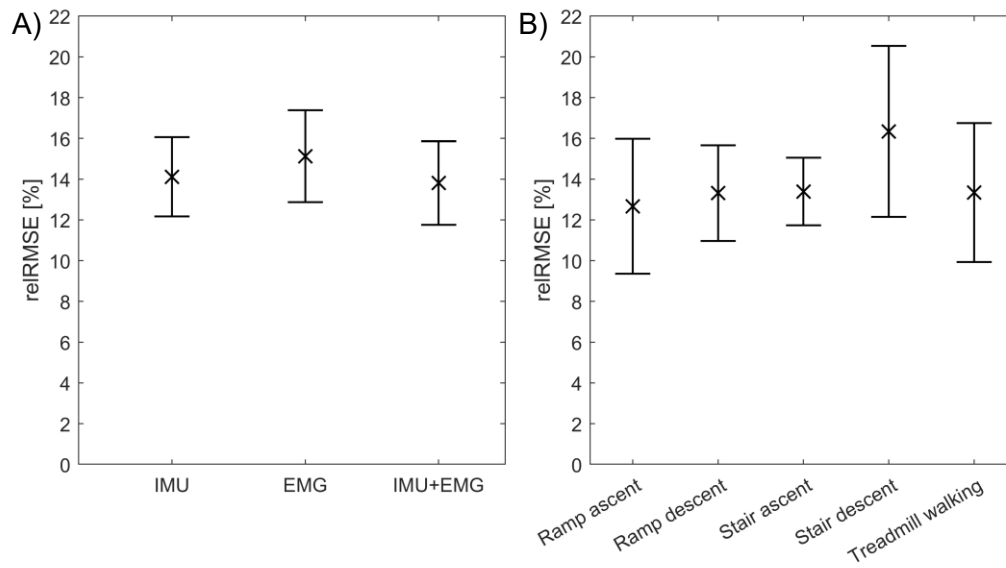 A)
relRMSE [%]
22
20
18
16
14
12
10
8
6
4
2
0
IMU EMG IMU+EMG
B)
relRMSE [%]
22
20
18
16
14
12
10
8
6
4
2
0
Ramp ascent
Ramp descent
Stair ascent
Stair descent
Treadmill walking